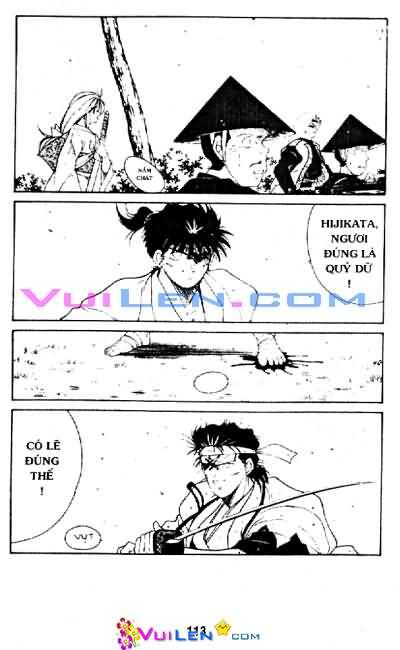 NẮM
CHẶT
HIJIKATA,
NGƯƠI
ĐÚNG LÀ
QUỶ DỮ
!
VUILEN.COM
CÓ LẼ
ĐÚNG
THẾ
!
VỤT
113
VUILEN
.COM